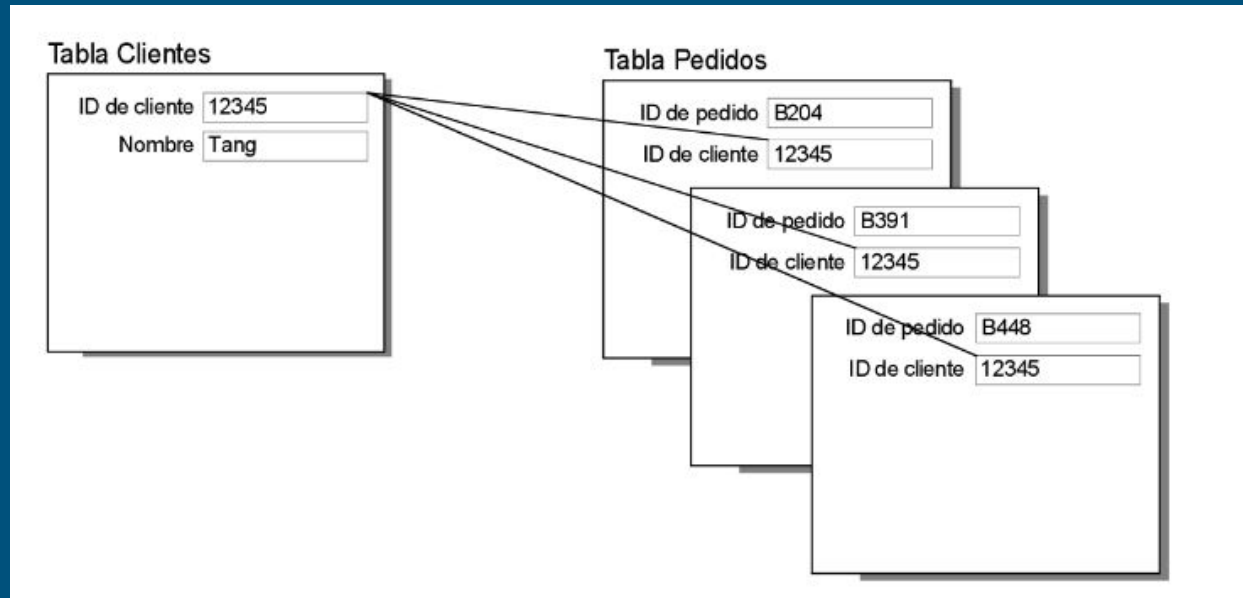 Tabla Clientes
ID de cliente 12345
Nombre Tang
Tabla Pedidos
ID de pedido B204
ID de cliente 12345
ID de pedido B391
ID de cliente 12345
ID de pedido B448
ID de cliente 12345